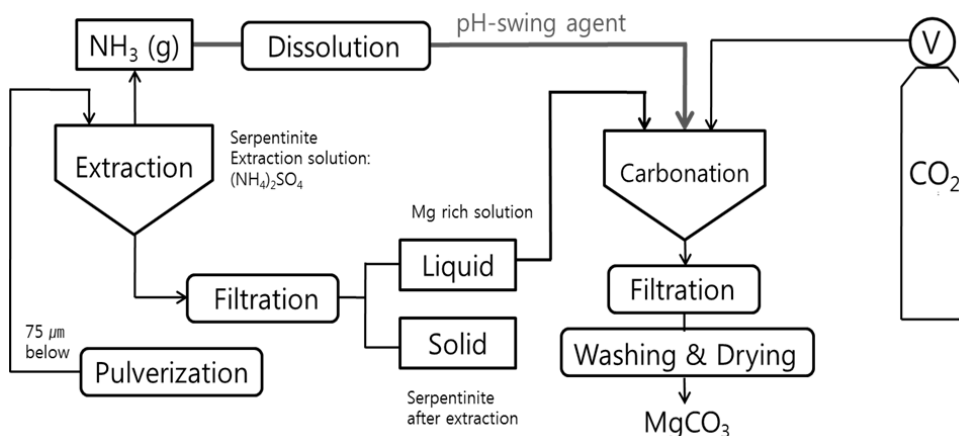 NH₃ (g)
Dissolution
pH-swing agent
V
Extraction
Serpentinite
Extraction solution:
(NH₄)₂SO₄
Carbonation
CO₂
Mg rich solution
Liquid
Filtration
Filtration
75 ㎛
below
Pulverization
Solid
Serpentinite
after extraction
Washing & Drying
MgCO₃